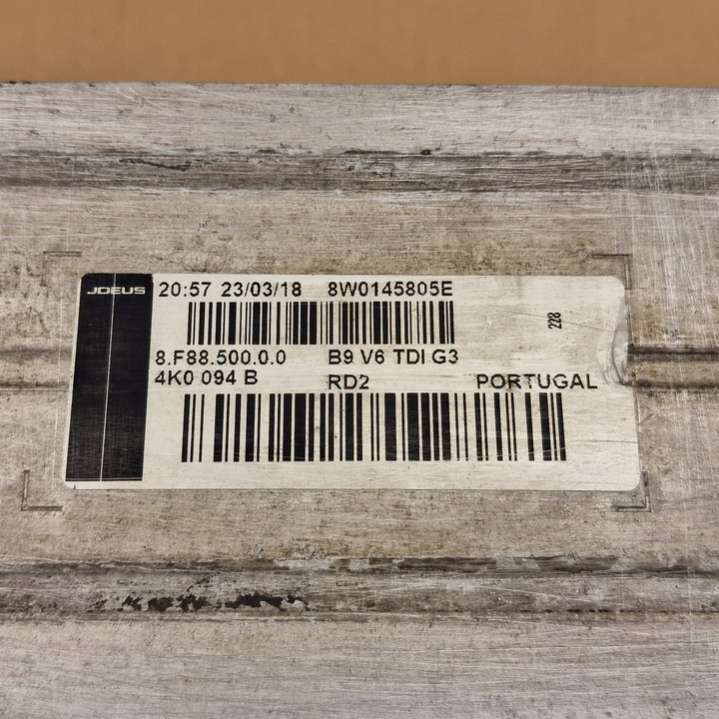 JDEUS 20:57 23/03/18 8W0145805E
228
8.F88.500.0.0 B9 V6 TDI G3
4K0 094 B RD2 PORTUGAL